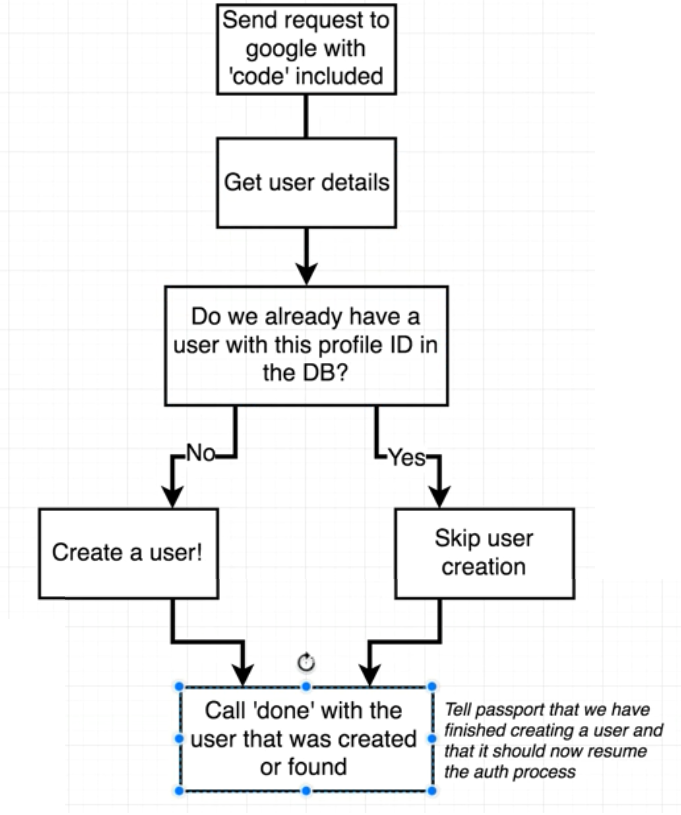 Send request to
google with
'code' included
Get user details
Do we already have a
user with this profile ID in
the DB?
No
Yes
Create a user!
Skip user
creation
Call 'done' with the
user that was created
or found
Tell passport that we have
finished creating a user and
that it should now resume
the auth process